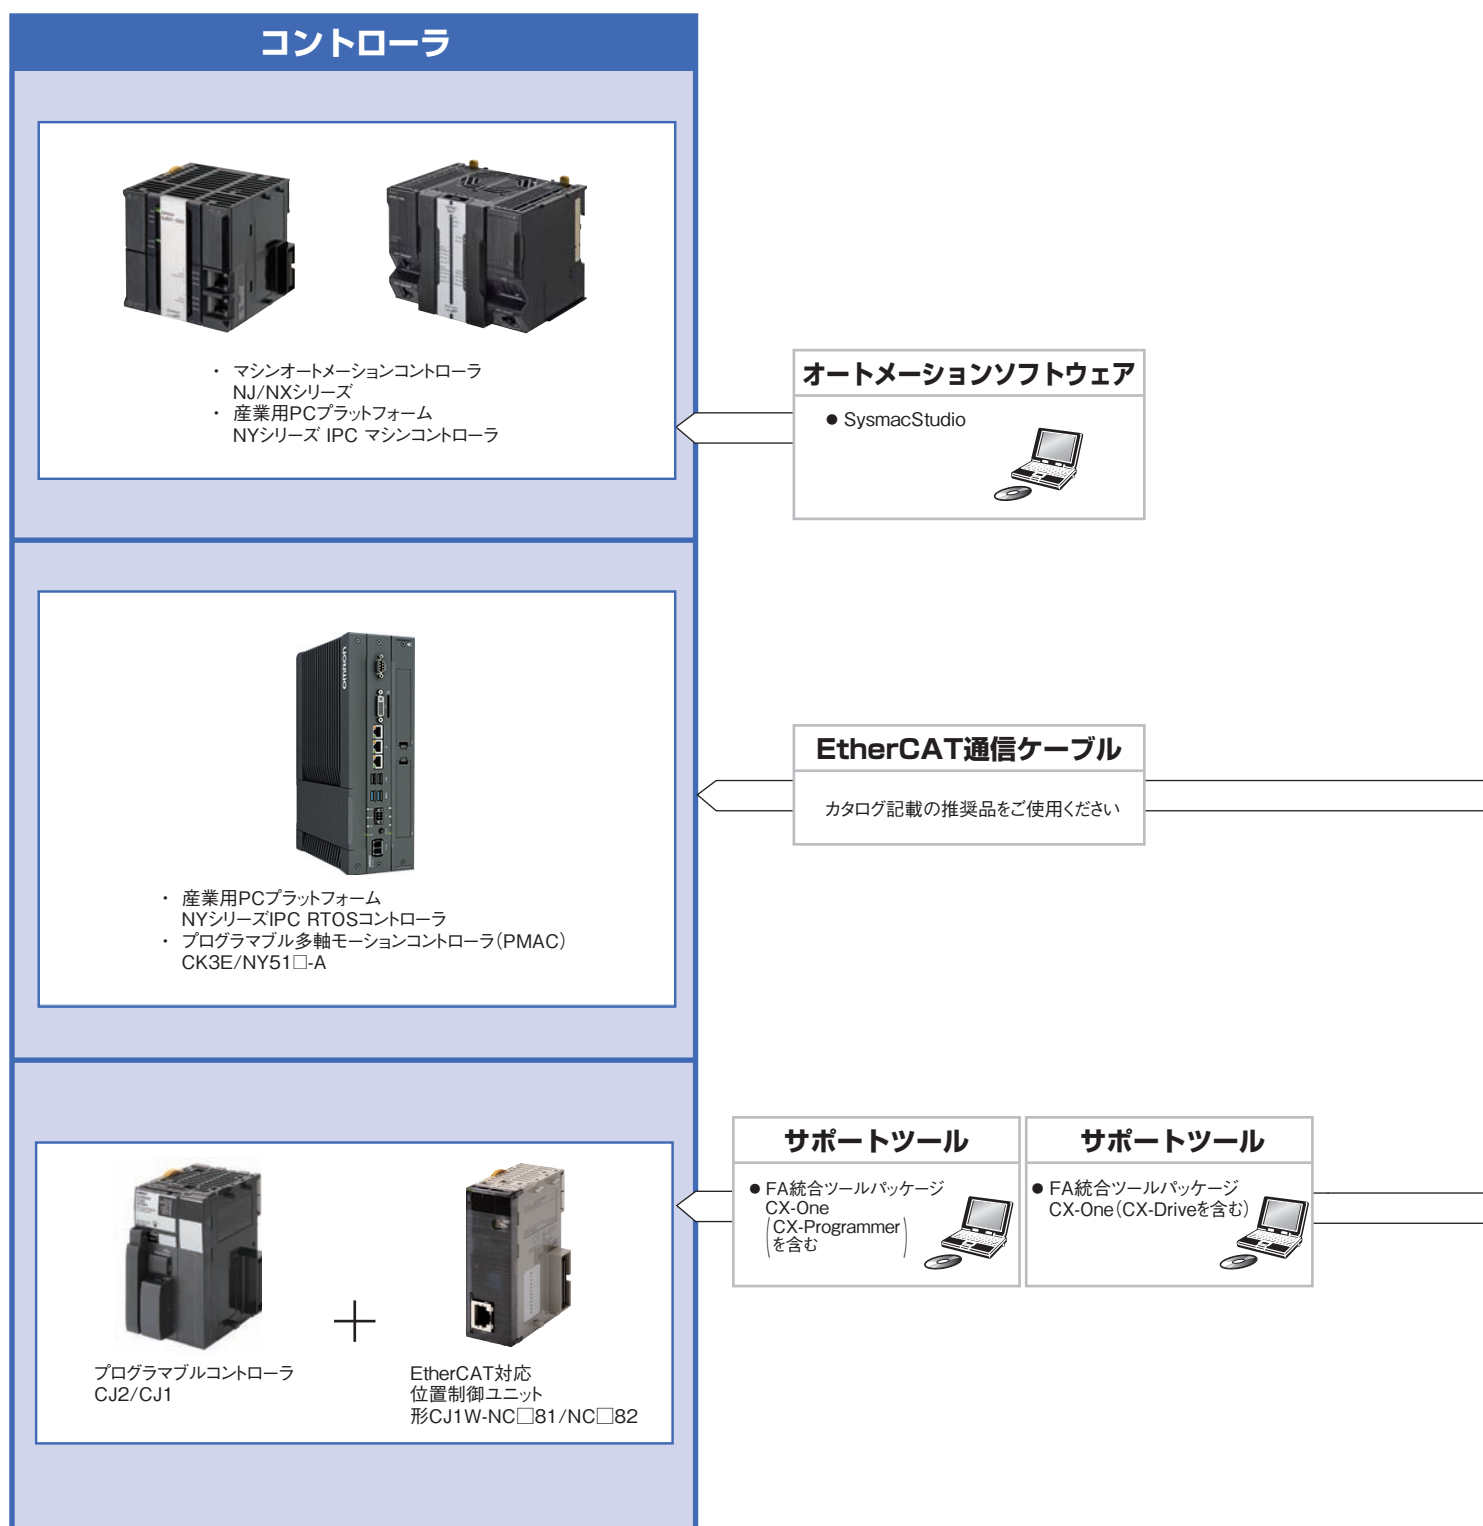 コントローラ
・ マシンオートメーションコントローラ
NJ/NXシリーズ
・ 産業用PCプラットフォーム
NYシリーズ IPC マシンコントローラ
オートメーションソフトウェア
● SysmacStudio
omron
・ 産業用PCプラットフォーム
NYシリーズIPC RTOSコントローラ
・ プログラマブル多軸モーションコントローラ(PMAC)
CK3E/NY51□-A
EtherCAT通信ケーブル
カタログ記載の推奨品をご使用ください
サポートツール
● FA統合ツールパッケージ
CX-One
(CX-Programmer
を含む)
サポートツール
● FA統合ツールパッケージ
CX-One(CX-Driveを含む)
＋
プログラマブルコントローラ
CJ2/CJ1
EtherCAT対応
位置制御ユニット
形CJ1W-NC□81/NC□82